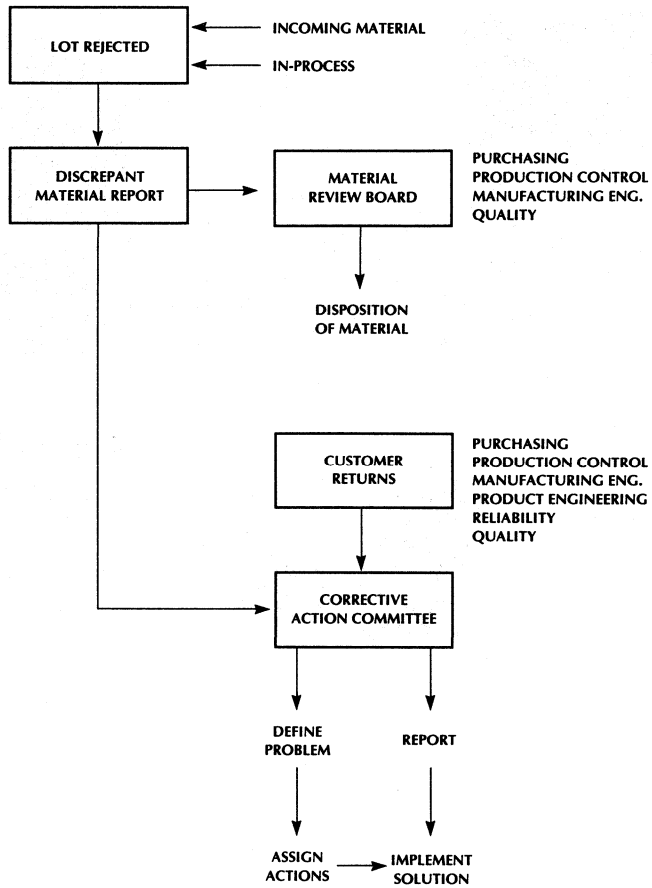 LOT REJECTED
INCOMING MATERIAL
IN-PROCESS
DISCREPANT
MATERIAL REPORT
MATERIAL
REVIEW BOARD
PURCHASING
PRODUCTION CONTROL
MANUFACTURING ENG.
QUALITY
DISPOSITION
OF MATERIAL
CUSTOMER
RETURNS
PURCHASING
PRODUCTION CONTROL
MANUFACTURING ENG.
PRODUCT ENGINEERING
RELIABILITY
QUALITY
CORRECTIVE
ACTION COMMITTEE
DEFINE
PROBLEM
REPORT
ASSIGN
ACTIONS
IMPLEMENT
SOLUTION